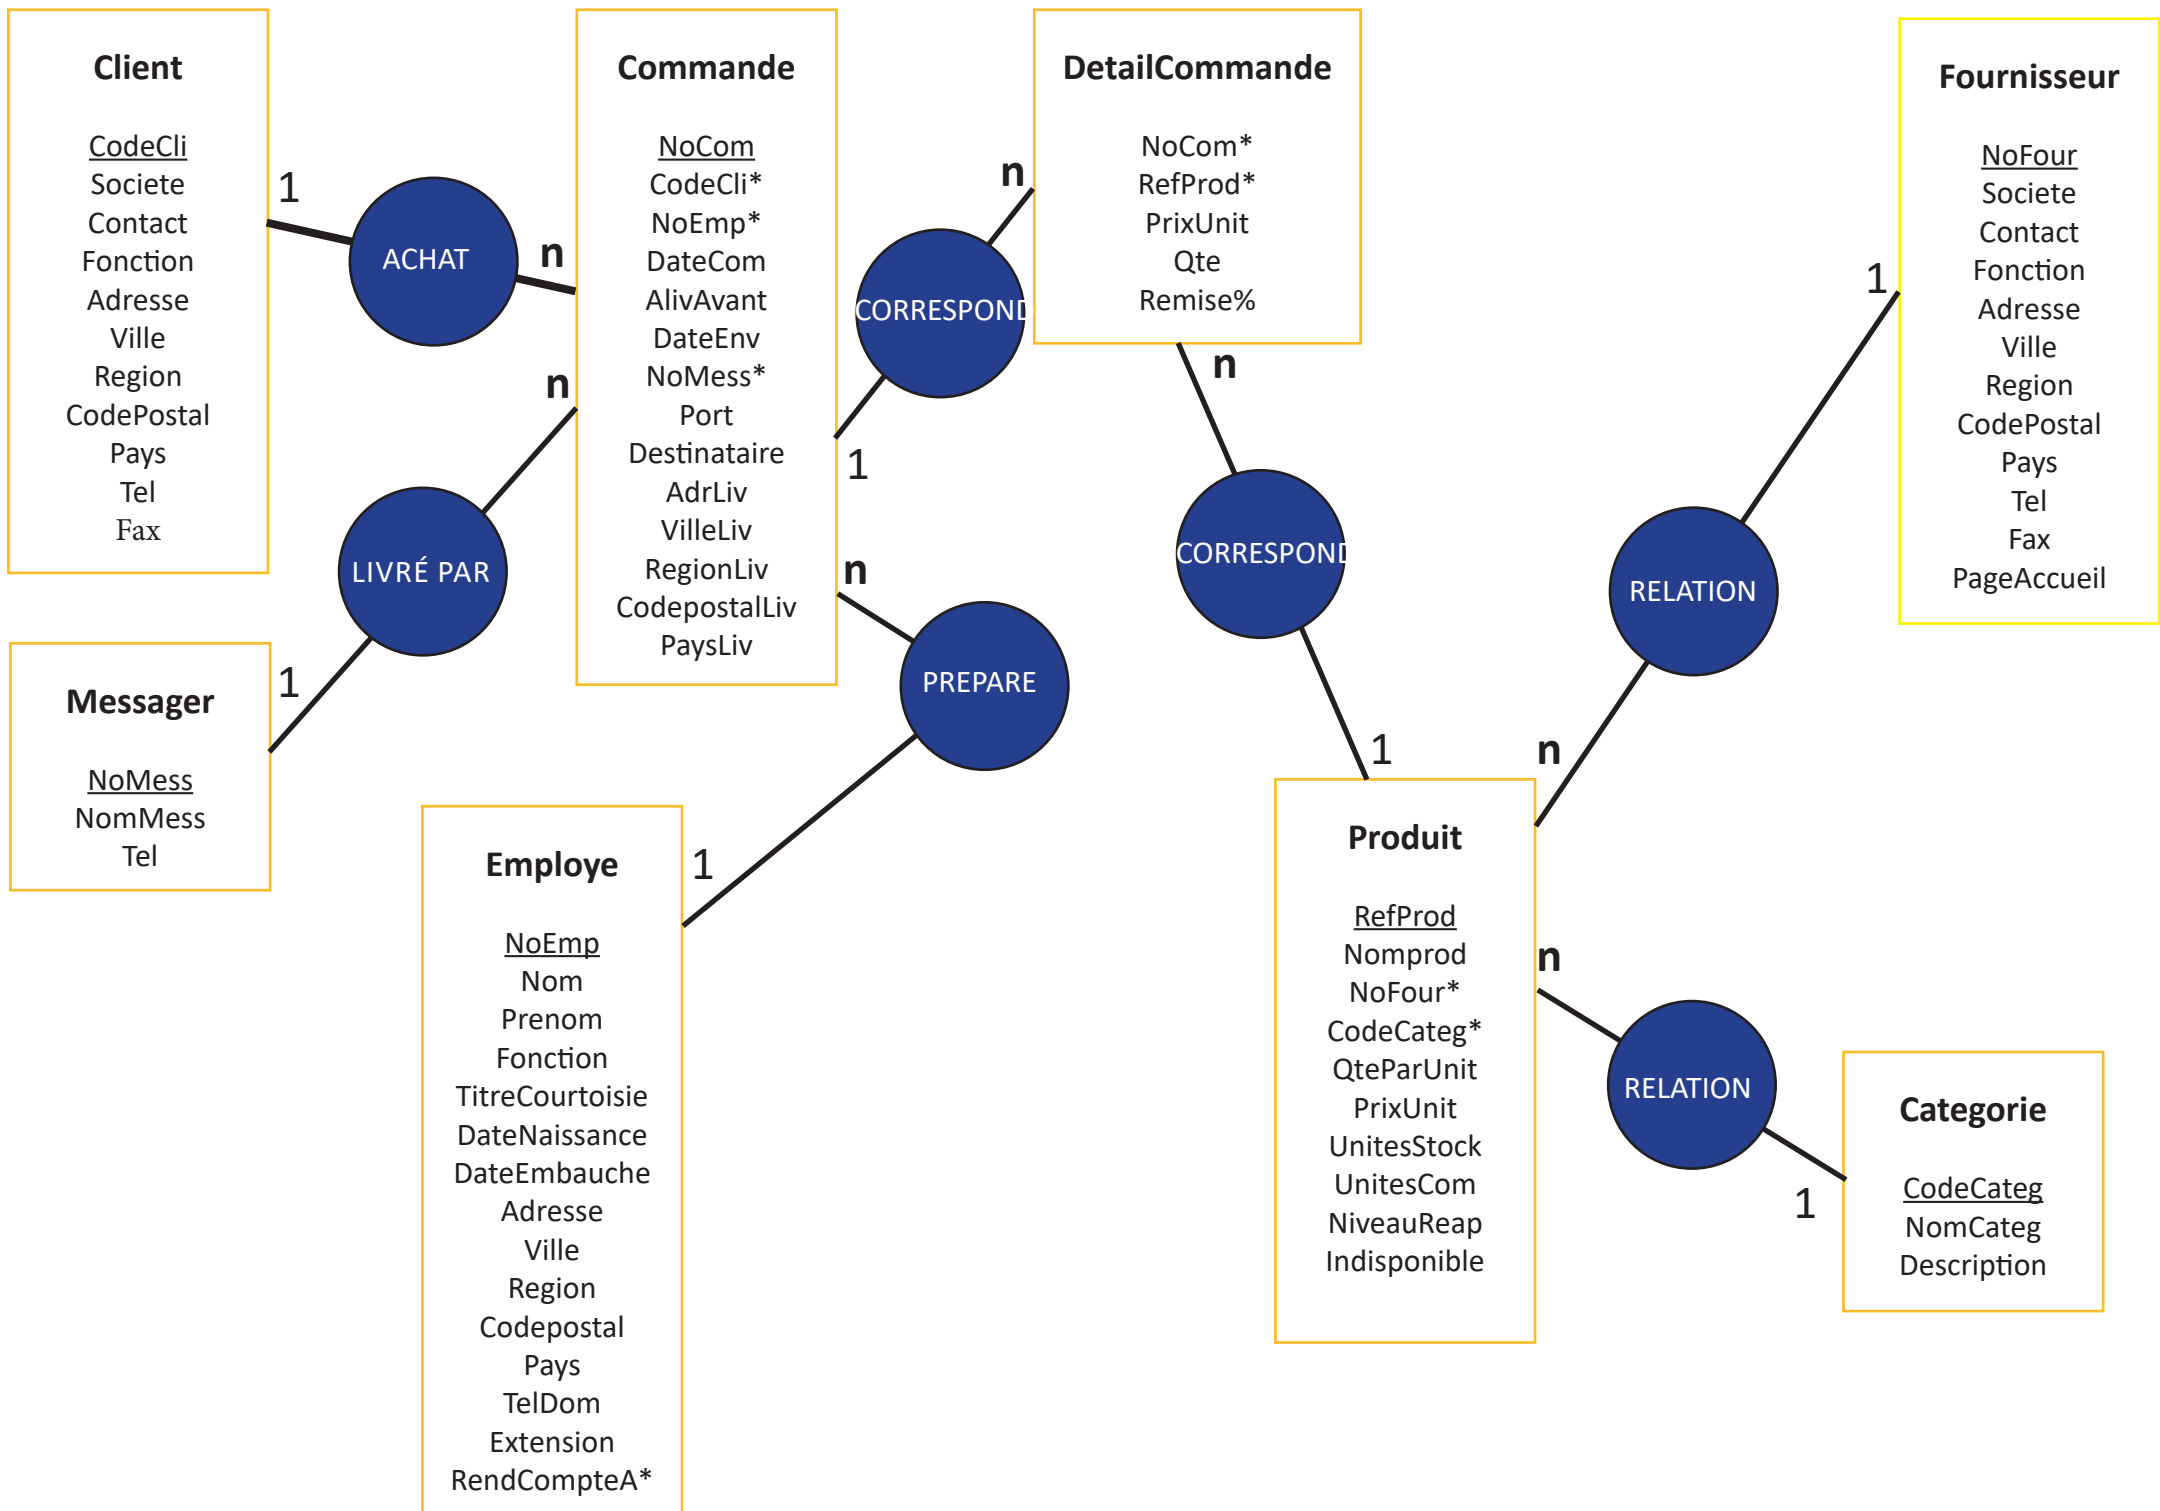 Client
CodeCli
Societe
Contact
Fonction
Adresse
Ville
Region
CodePostal
Pays
Tel
Fax
1
ACHAT
n
Commande
NoCom
CodeCli*
NoEmp*
DateCom
AlivAvant
DateEnv
NoMess*
Port
Destinataire
AdrLiv
VilleLiv
RegionLiv
CodepostalLiv
PaysLiv
n
CORRESPOND
1
DetailCommande
NoCom*
RefProd*
PrixUnit
Qte
Remise%
n
CORRESPOND
1
Fournisseur
NoFour
Societe
Contact
Fonction
Adresse
Ville
Region
CodePostal
Pays
Tel
Fax
PageAccueil
1
RELATION
n
n
LIVRÉ PAR
1
Messager
NoMess
NomMess
Tel
n
PREPARE
1
Employe
NoEmp
Nom
Prenom
Fonction
TitreCourtoisie
DateNaissance
DateEmbauche
Adresse
Ville
Region
Codepostal
Pays
TelDom
Extension
RendCompteA*
Produit
RefProd
Nomprod
NoFour*
CodeCateg*
QteParUnit
PrixUnit
UnitesStock
UnitesCom
NiveauReap
Indisponible
n
RELATION
1
Categorie
CodeCateg
NomCateg
Description